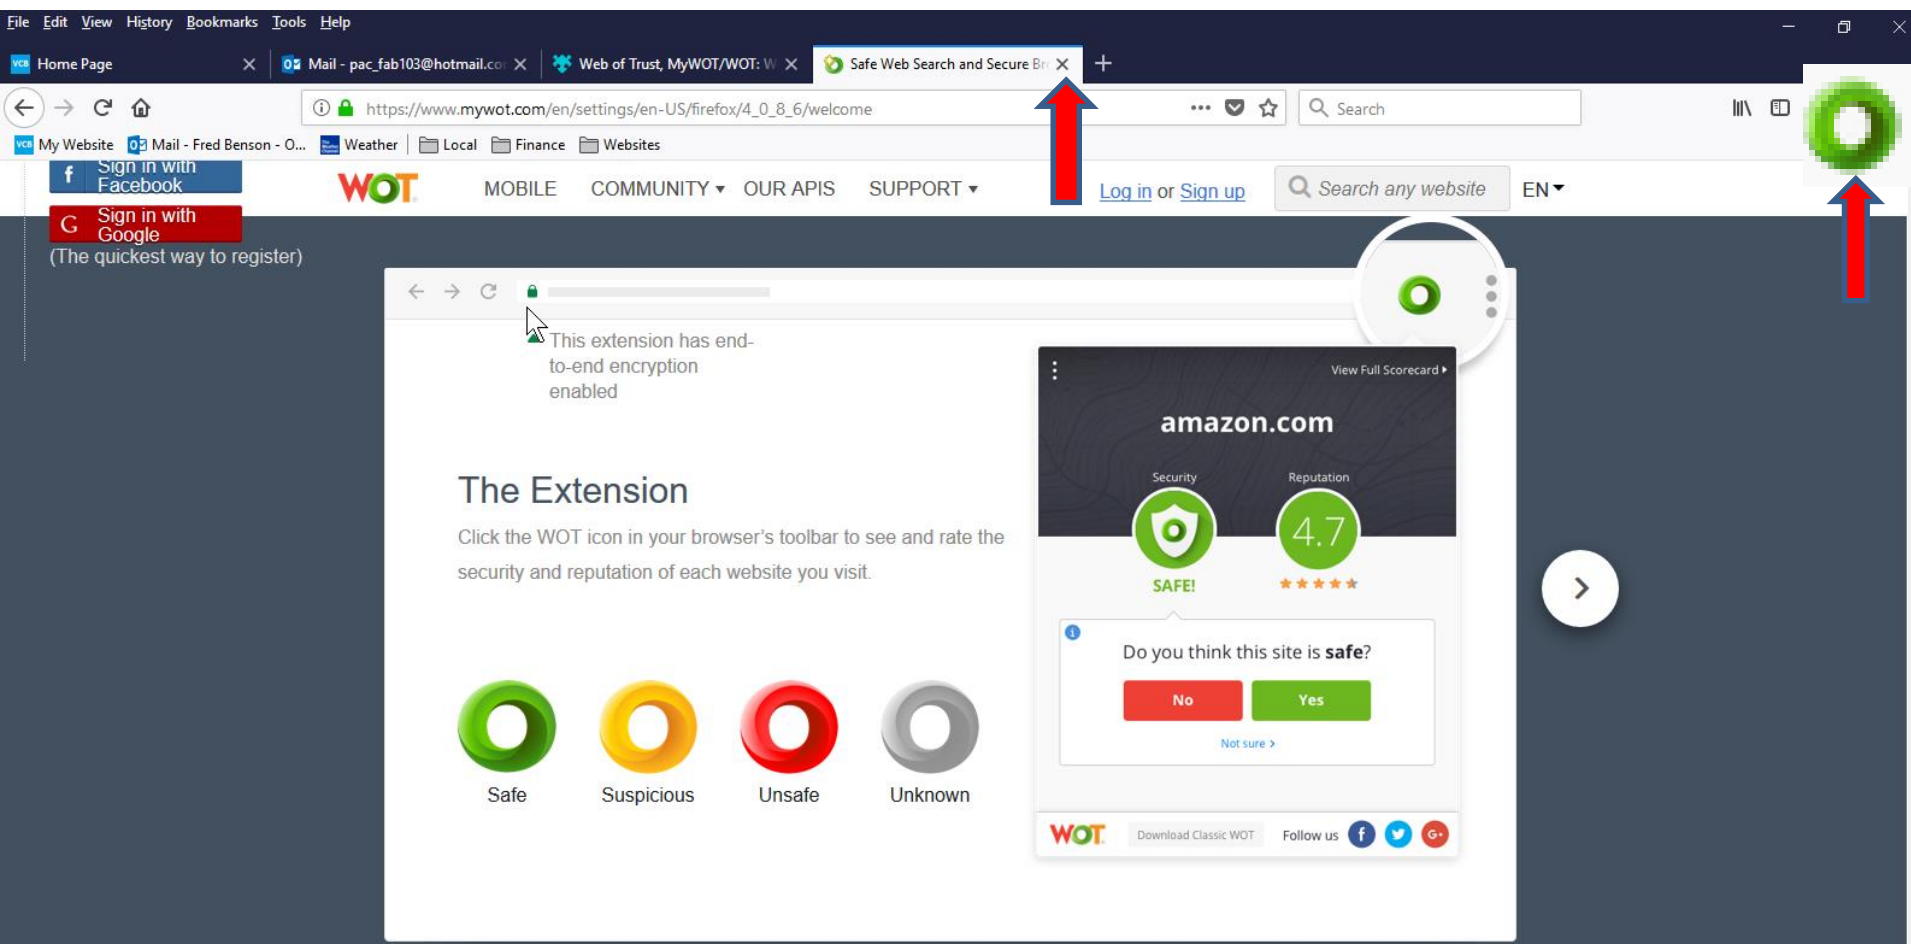 File Edit View History Bookmarks Tools Help
VCB Home Page Mail - pac_fab103@hotmail.co Web of Trust, MyWOT/WOT: W Safe Web Search and Secure Br
https://www.mywot.com/en/settings/en-US/firefox/4_0_8_6/welcome Search
VCB My Website Mail - Fred Benson - O... Weather Local Finance Websites
f Sign in with Facebook
G Sign in with Google
(The quickest way to register)
WOT MOBILE COMMUNITY OUR APIS SUPPORT Log in or Sign up Search any website EN
This extension has end-
to-end encryption
enabled
The Extension
Click the WOT icon in your browser's toolbar to see and rate the
security and reputation of each website you visit.
Safe Suspicious Unsafe Unknown
View Full Scorecard
amazon.com
Security Reputation
4.7
SAFE!
Do you think this site is safe?
No Yes
Not sure >
WOT Download Classic WOT Follow us f G+